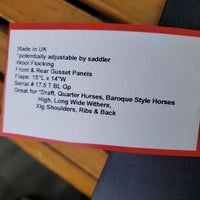 Made in UK
*potentially adjustable by saddler
Wool Flocking
Front & Rear Gusset Panels
Flaps: 15"L x 14"W
Serial # 17.5 T BL Gp
Great for *Draft, Quarter Horses, Baroque Style Horses
High, Long Wide Withers,
Xlg Shoulders, Ribs & Back